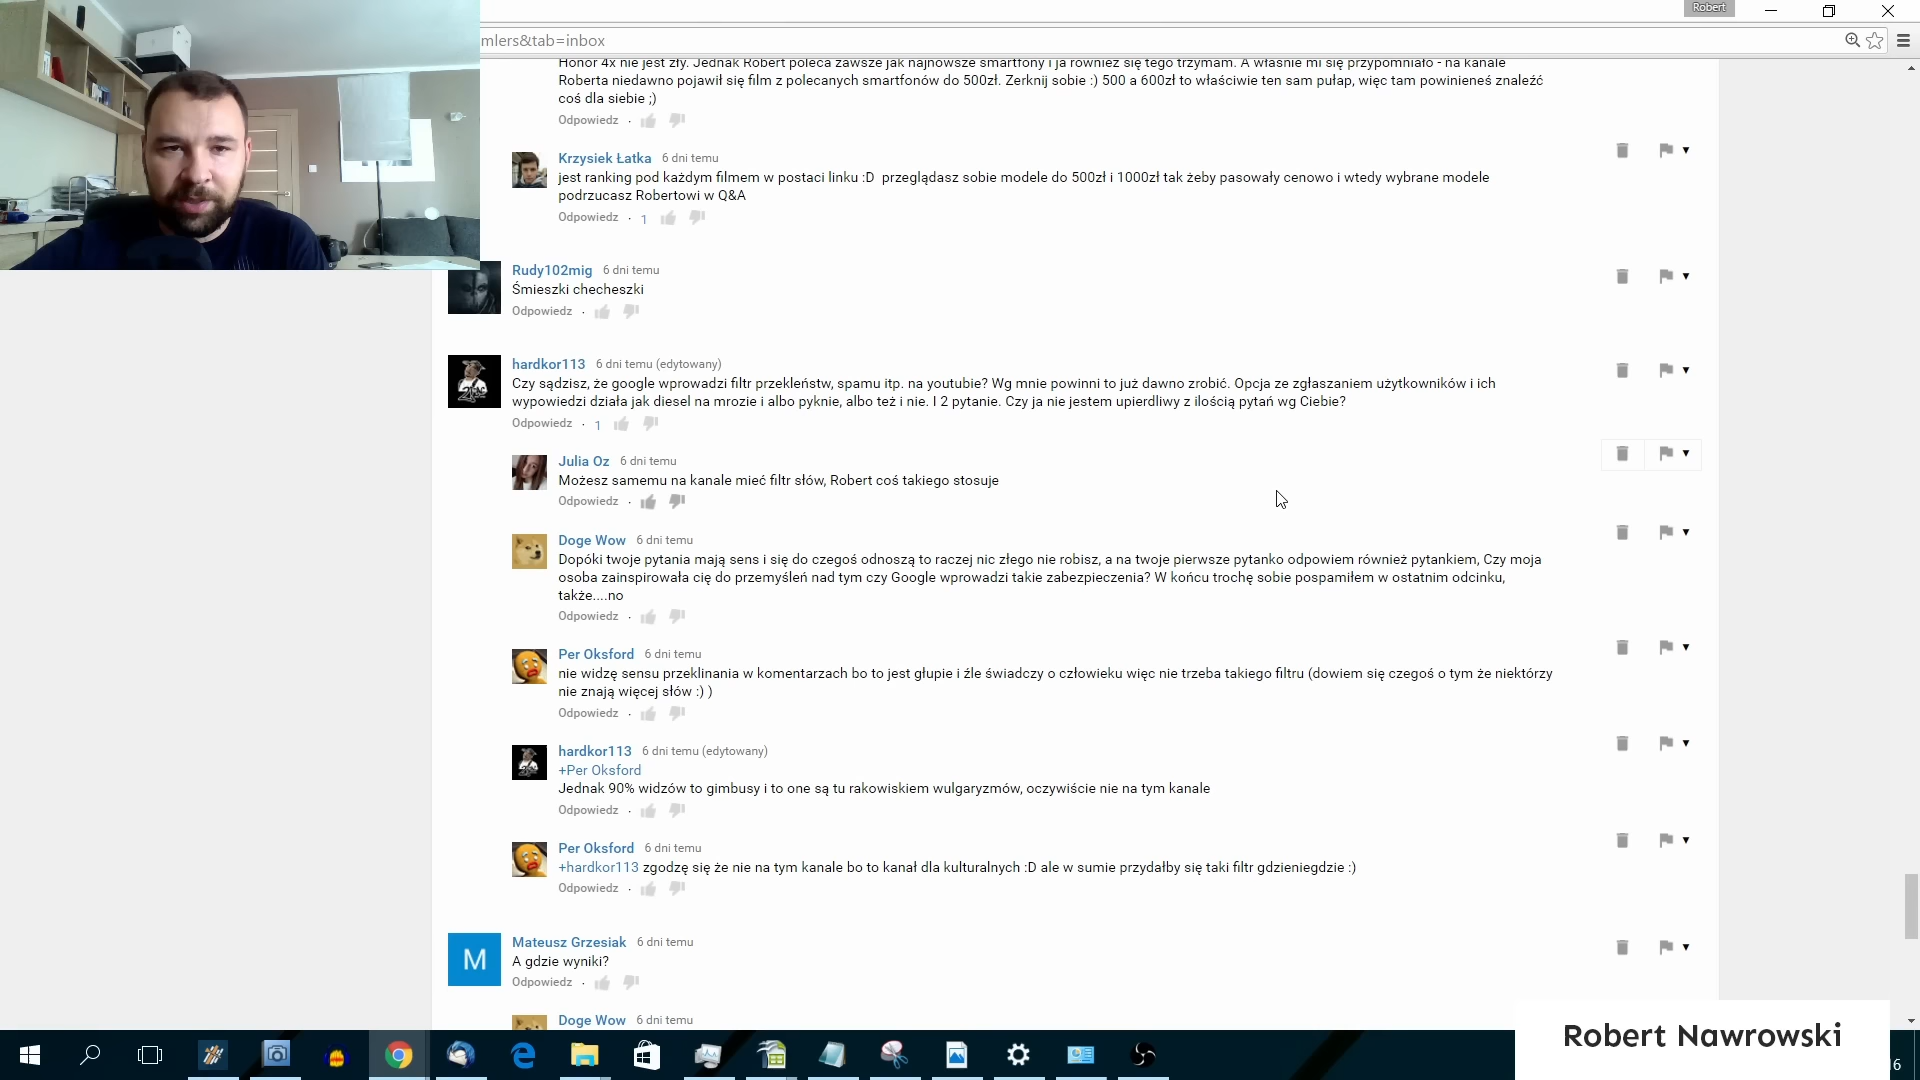 Robert
mlers&tab=inbox
Honor 4x nie jest zły. Jednak Robert poleca zawsze jak najnowsze smartfony i ja również się tego trzymam. A właśnie mi się przypomniało - na kanale
Roberta niedawno pojawił się film z polecanych smartfonów do 500zł. Zerknij sobie :) 500 a 600zł to właściwie ten sam pułap, więc tam powinieneś znaleźć
coś dla siebie ;)
Odpowiedz ·
Krzysiek Łatka 6 dni temu
jest ranking pod każdym filmem w postaci linku :D przeglądasz sobie modele do 500zł i 1000zł tak żeby pasowały cenowo i wtedy wybrane modele
podrzucasz Robertowi w Q&A
Odpowiedz · 1
Rudy102mig 6 dni temu
Śmieszki checheszki
Odpowiedz ·
hardkor113 6 dni temu (edytowany)
Czy sądzisz, że google wprowadzi filtr przekleństw, spamu itp. na youtubie? Wg mnie powinni to już dawno zrobić. Opcja ze zgłaszaniem użytkowników i ich
wypowiedzi działa jak diesel na mrozie i albo pyknie, albo też i nie. I 2 pytanie. Czy ja nie jestem upierdliwy z ilością pytań wg Ciebie?
Odpowiedz · 1
Julia Oz 6 dni temu
Możesz samemu na kanale mieć filtr słów, Robert coś takiego stosuje
Odpowiedz ·
Doge Wow 6 dni temu
Dopóki twoje pytania mają sens i się do czegoś odnoszą to raczej nic złego nie robisz, a na twoje pierwsze pytanko odpowiem również pytankiem, Czy moja
osoba zainspirowała cię do przemyśleń nad tym czy Google wprowadzi takie zabezpieczenia? W końcu trochę sobie pospamiłem w ostatnim odcinku,
także....no
Odpowiedz ·
Per Oksford 6 dni temu
nie widzę sensu przeklinania w komentarzach bo to jest głupie i źle świadczy o człowieku więc nie trzeba takiego filtru (dowiem się czegoś o tym że niektórzy
nie znają więcej słów :) )
Odpowiedz ·
hardkor113 6 dni temu (edytowany)
+Per Oksford
Jednak 90% widzów to gimbusy i to one są tu rakowiskiem wulgaryzmów, oczywiście nie na tym kanale
Odpowiedz ·
Per Oksford 6 dni temu
+hardkor113 zgodzę się że nie na tym kanale bo to kanał dla kulturalnych :D ale w sumie przydałby się taki filtr gdzieniegdzie :)
Odpowiedz ·
M
Mateusz Grzesiak 6 dni temu
A gdzie wyniki?
Odpowiedz ·
Doge Wow 6 dni temu
Robert Nawrowski
16